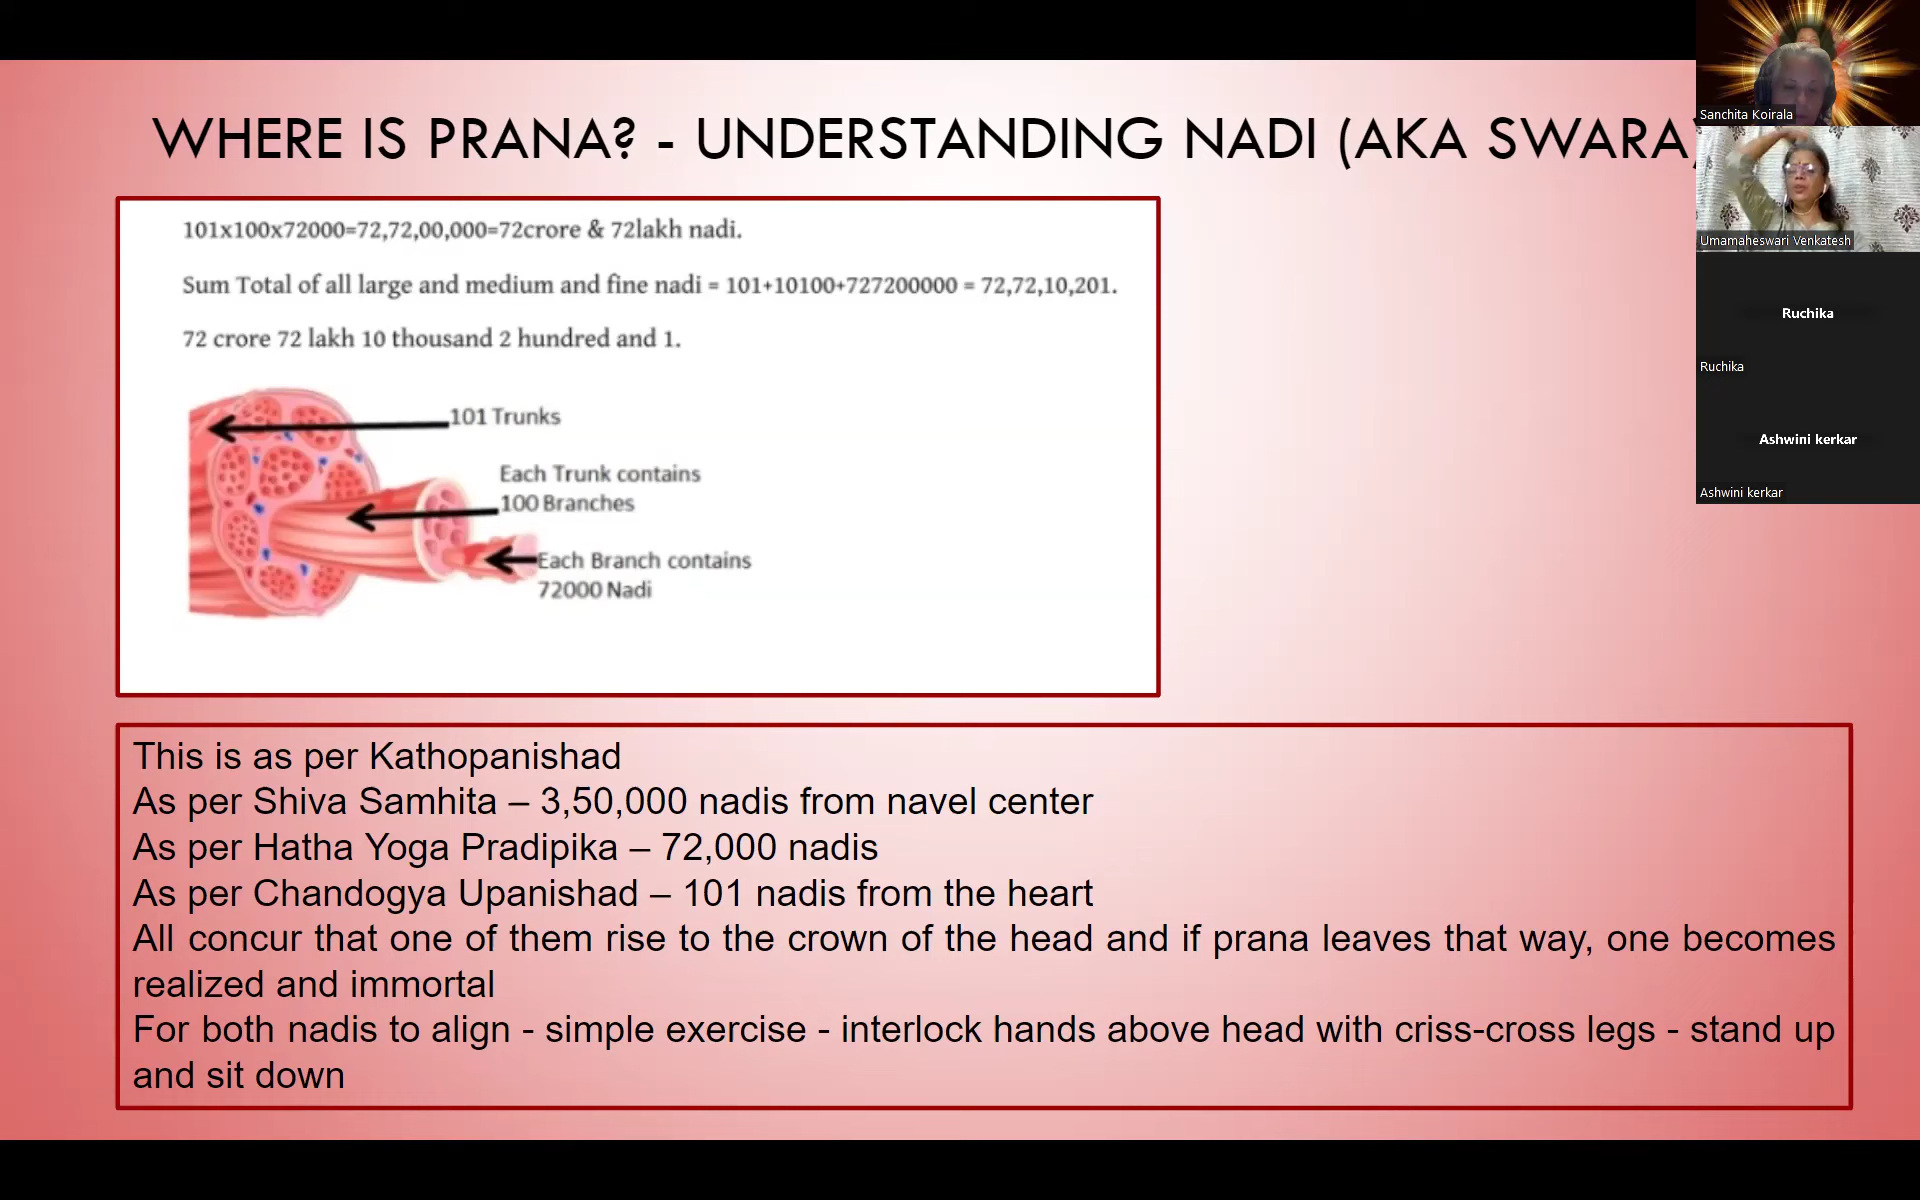 WHERE IS PRANA? - UNDERSTANDING NADI (AKA SWARA)
101x100x72000=72,72,00,000=72crore & 72lakh nadi.
Sum Total of all large and medium and fine nadi = 101+10100+727200000 = 72,72,10,201.
72 crore 72 lakh 10 thousand 2 hundred and 1.
101 Trunks
Each Trunk contains
100 Branches
Each Branch contains
72000 Nadi
This is as per Kathopanishad
As per Shiva Samhita – 3,50,000 nadis from navel center
As per Hatha Yoga Pradipika – 72,000 nadis
As per Chandogya Upanishad – 101 nadis from the heart
All concur that one of them rise to the crown of the head and if prana leaves that way, one becomes
realized and immortal
For both nadis to align - simple exercise - interlock hands above head with criss-cross legs - stand up
and sit down
Sanchita Koirala
Umamaheswari Venkatesh
Ruchika
Ruchika
Ashwini kerkar
Ashwini kerkar